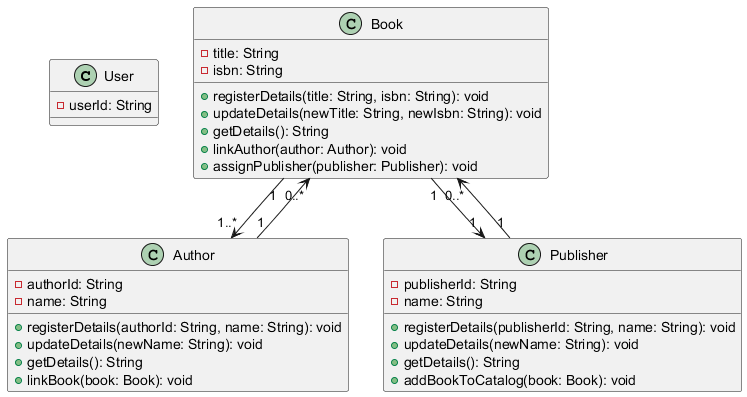 C User
userId: String
C Book
title: String
isbn: String
registerDetails(title: String, isbn: String): void
updateDetails(newTitle: String, newIsbn: String): void
getDetails(): String
linkAuthor(author: Author): void
assignPublisher(publisher: Publisher): void
1 0..* 1 0..*
1..* 1 1 1
C Author
authorId: String
name: String
registerDetails(authorId: String, name: String): void
updateDetails(newName: String): void
getDetails(): String
linkBook(book: Book): void
C Publisher
publisherId: String
name: String
registerDetails(publisherId: String, name: String): void
updateDetails(newName: String): void
getDetails(): String
addBookToCatalog(book: Book): void